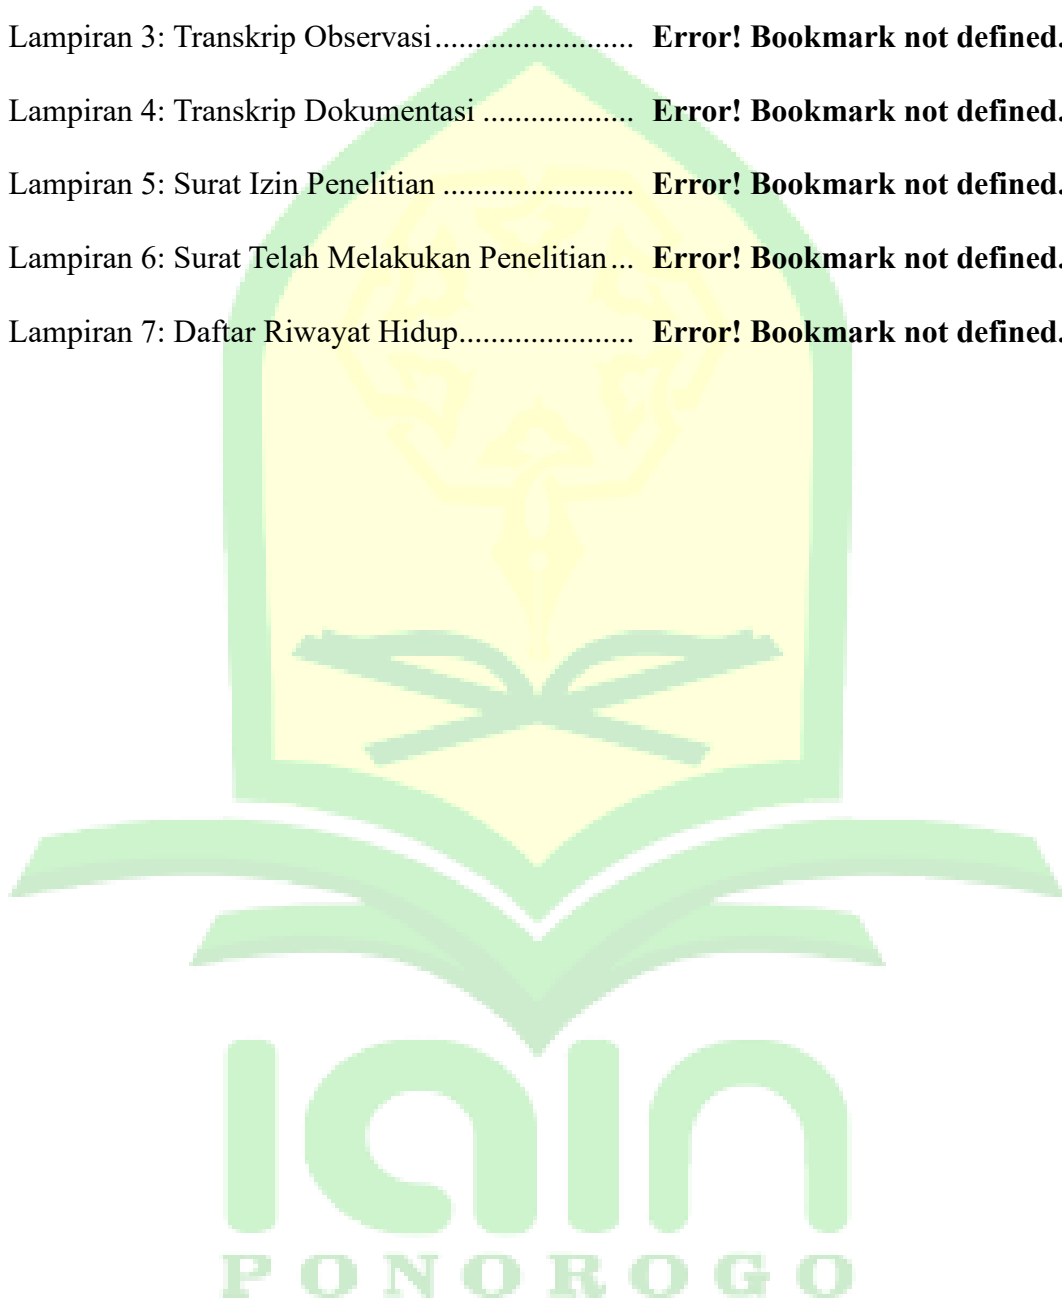 Lampiran 3: Transkrip Observasi......................... Error! Bookmark not defined.
Lampiran 4: Transkrip Dokumentasi ................... Error! Bookmark not defined.
Lampiran 5: Surat Izin Penelitian ........................ Error! Bookmark not defined.
Lampiran 6: Surat Telah Melakukan Penelitian... Error! Bookmark not defined.
Lampiran 7: Daftar Riwayat Hidup...................... Error! Bookmark not defined.
iain
PONOROGO